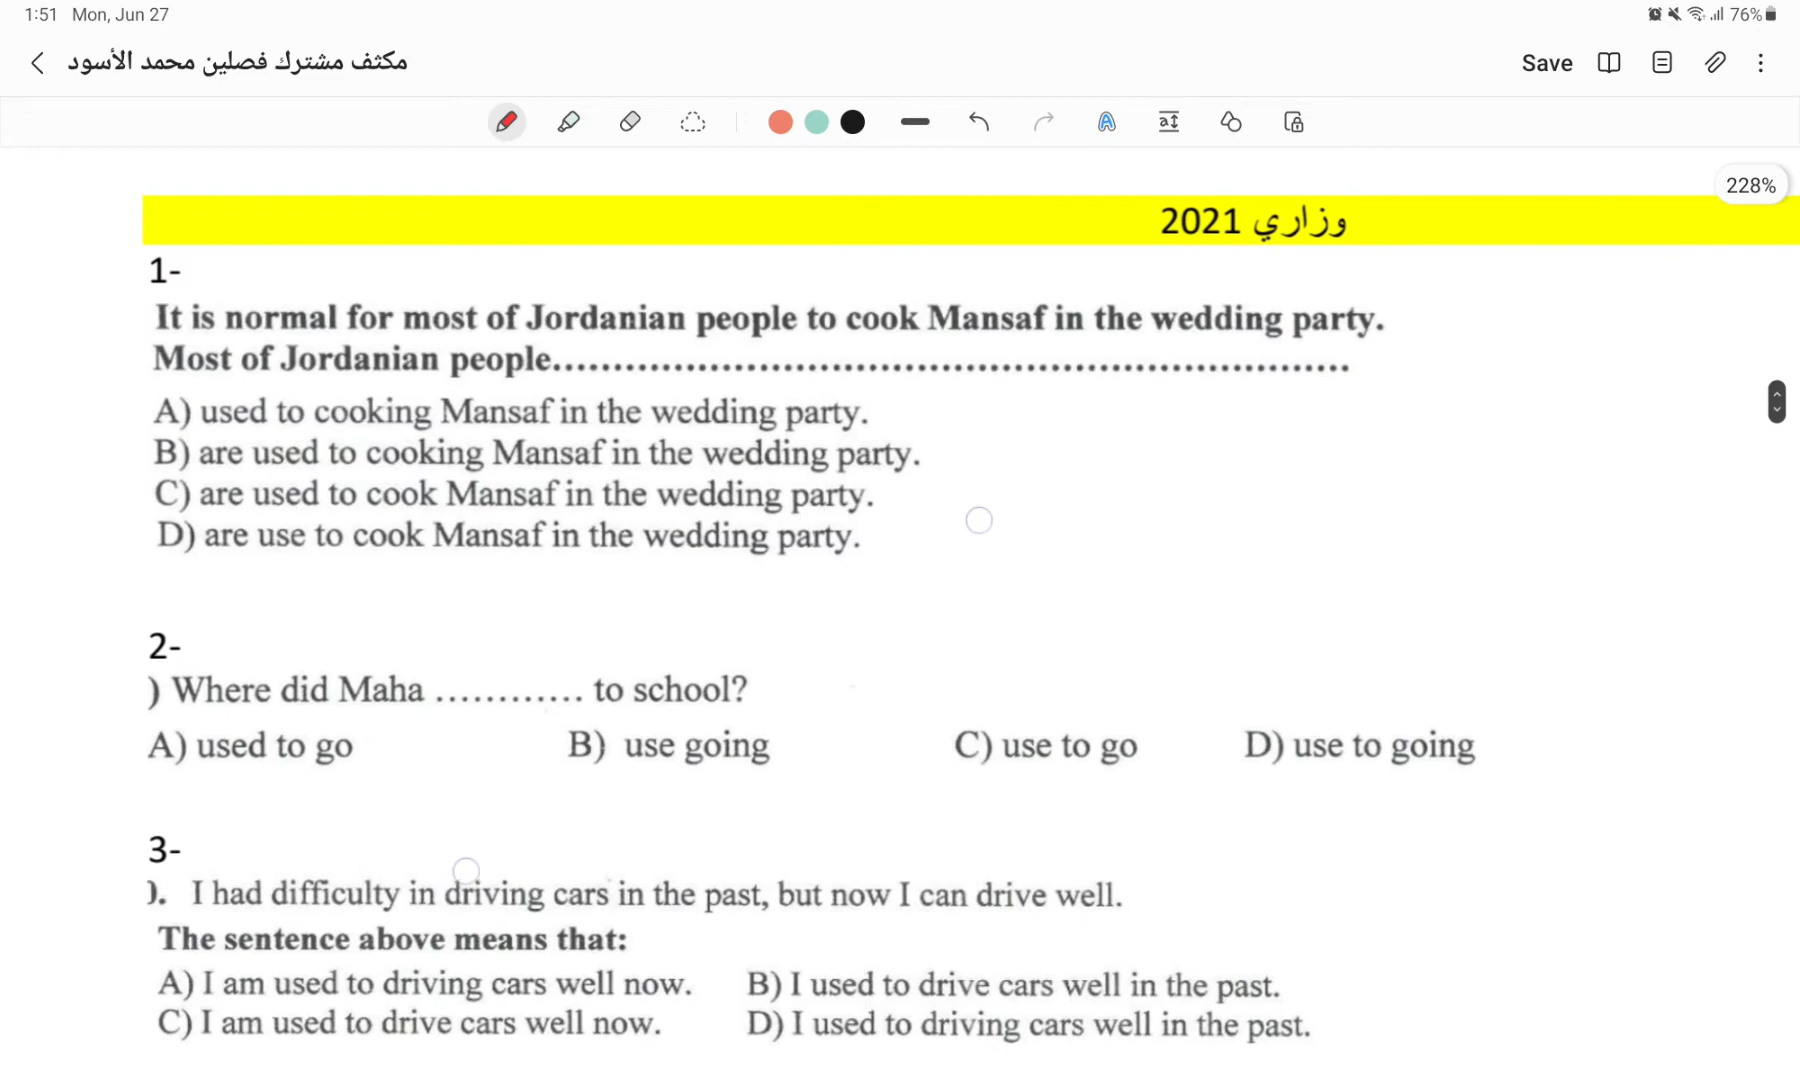 1:51 Mon, Jun 27
76%
مكثف مشترك فصلين محمد الأسود
Save
228%
وزاري 2021
1-
It is normal for most of Jordanian people to cook Mansaf in the wedding party.
Most of Jordanian people..........................................................................
A) used to cooking Mansaf in the wedding party.
B) are used to cooking Mansaf in the wedding party.
C) are used to cook Mansaf in the wedding party.
D) are use to cook Mansaf in the wedding party.
2-
) Where did Maha ............ to school?
A) used to go B) use going C) use to go D) use to going
3-
). I had difficulty in driving cars in the past, but now I can drive well.
The sentence above means that:
A) I am used to driving cars well now. B) I used to drive cars well in the past.
C) I am used to drive cars well now. D) I used to driving cars well in the past.